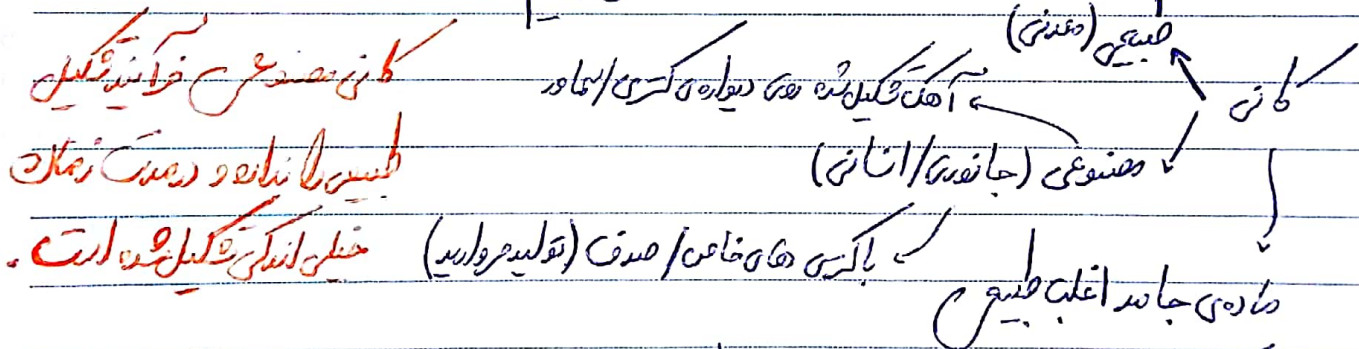 طبیعی (معدنی)
کانی
آهک تشکیل شده روی دیواره‌ی کتری/سماور
مصنوعی (جانوری/انسانی)
باکتری های خاص/صدف (تولید مروارید)
ماده‌ی جامد اغلب طبیعی
کانی مصنوعی فرآیند تشکیل
طبیعی را ندارد و در مدت زمان
خیلی اندکی تشکیل شده است.